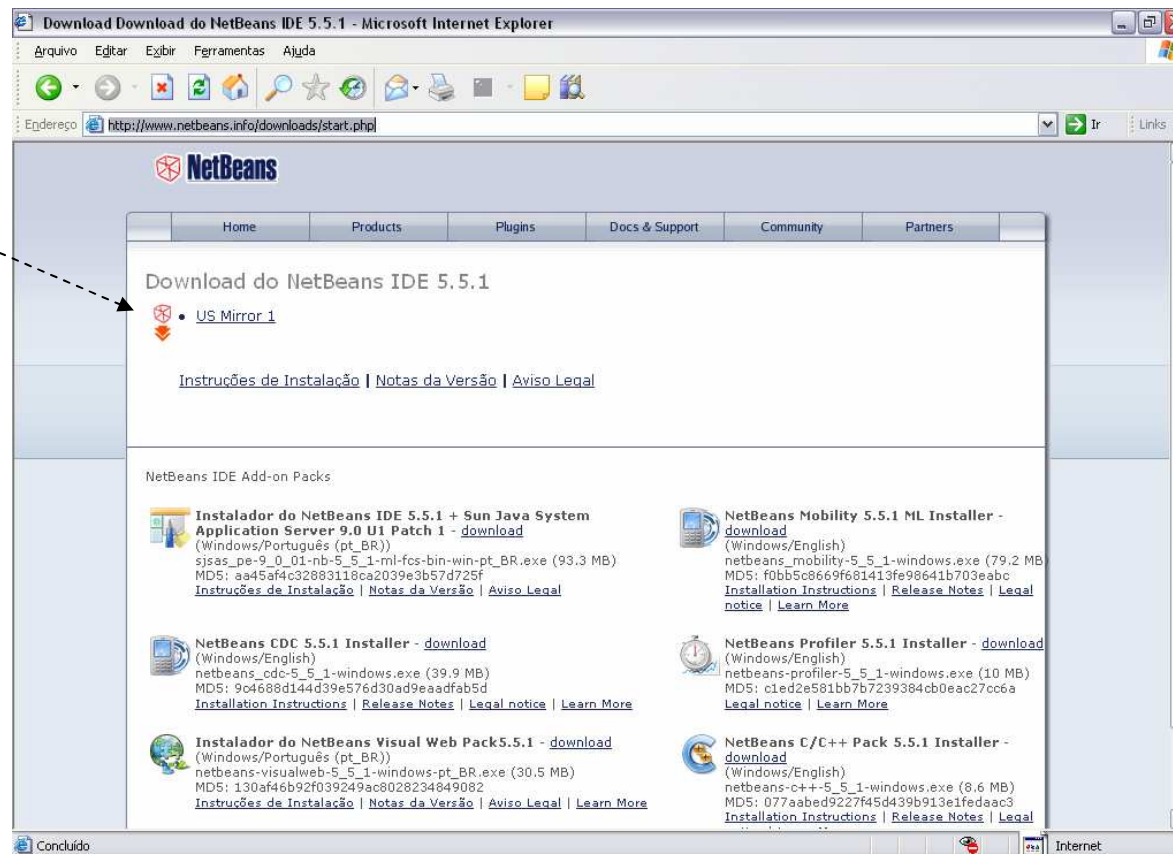 Download Download do NetBeans IDE 5.5.1 - Microsoft Internet Explorer
Arquivo Editar Exibir Ferramentas Ajuda
Endereço http://www.netbeans.info/downloads/start.php Ir Links
NetBeans
Home Products Plugins Docs & Support Community Partners
Download do NetBeans IDE 5.5.1
• US Mirror 1
Instruções de Instalação | Notas da Versão | Aviso Legal
NetBeans IDE Add-on Packs
Instalador do NetBeans IDE 5.5.1 + Sun Java System
Application Server 9.0 U1 Patch 1 - download
(Windows/Português (pt_BR))
sjsas_pe-9_0_01-nb-5_5_1-ml-fcs-bin-win-pt_BR.exe (93.3 MB)
MD5: aa45af4c32883118ca2039e3b57d725f
Instruções de Instalação | Notas da Versão | Aviso Legal
NetBeans Mobility 5.5.1 ML Installer -
download
(Windows/English)
netbeans_mobility-5_5_1-windows.exe (79.2 MB
MD5: f0bb5c8669f681413fe98641b703eabc
Installation Instructions | Release Notes | Legal
notice | Learn More
NetBeans CDC 5.5.1 Installer - download
(Windows/English)
netbeans_cdc-5_5_1-windows.exe (39.9 MB)
MD5: 9c4688d144d39e576d30ad9eaadfab5d
Installation Instructions | Release Notes | Legal notice | Learn More
NetBeans Profiler 5.5.1 Installer - download
(Windows/English)
netbeans-profiler-5_5_1-windows.exe (10 MB)
MD5: c1ed2e581bb7b7239384cb0eac27cc6a
Legal notice | Learn More
Instalador do NetBeans Visual Web Pack5.5.1 - download
(Windows/Português (pt_BR))
netbeans-visualweb-5_5_1-windows-pt_BR.exe (30.5 MB)
MD5: 130af46b92f039249ac8028234849082
Instruções de Instalação | Notas da Versão | Aviso Legal | Learn More
NetBeans C/C++ Pack 5.5.1 Installer -
download
(Windows/English)
netbeans-c++-5_5_1-windows.exe (8.6 MB)
MD5: 077aabed9227f45d439b913e1fedaac3
Installation Instructions | Release Notes | Legal
Concluído Internet